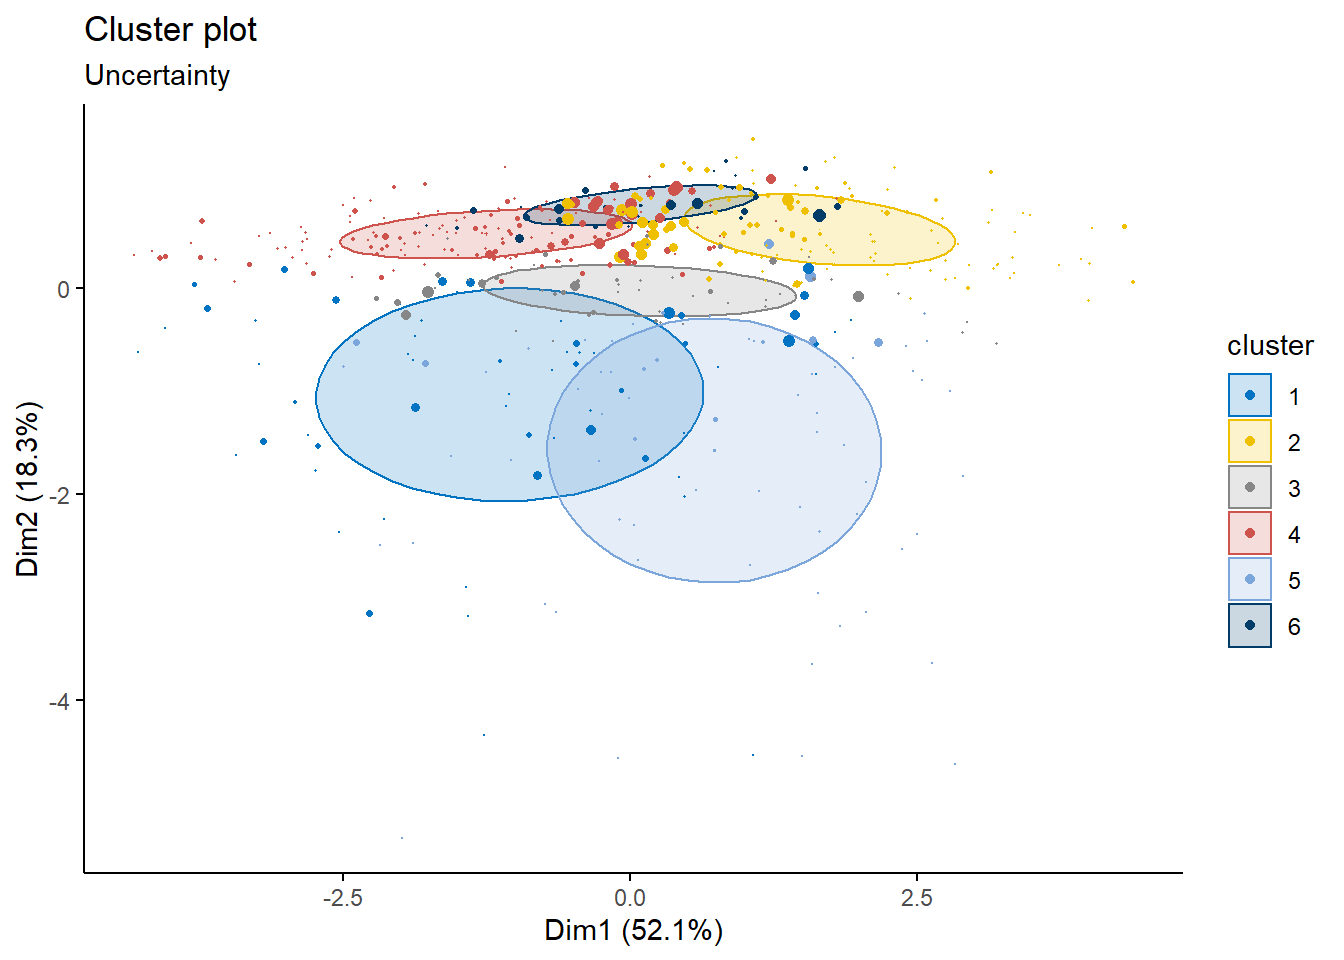 Cluster plot
Uncertainty
0
-2
-4
-2.5
0.0
2.5
Dim1 (52.1%)
Dim2 (18.3%)
cluster
1
2
3
4
5
6